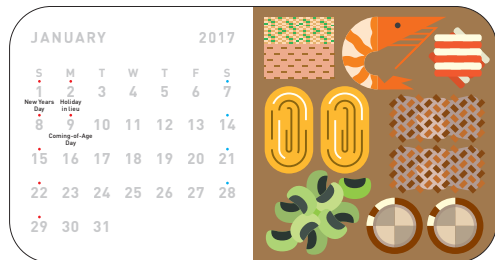 JANUARY 2017
S M T W T F S
1 2 3 4 5 6 7
New Years Day Holiday in lieu
8 9 10 11 12 13 14
Coming-of-Age Day
15 16 17 18 19 20 21
22 23 24 25 26 27 28
29 30 31